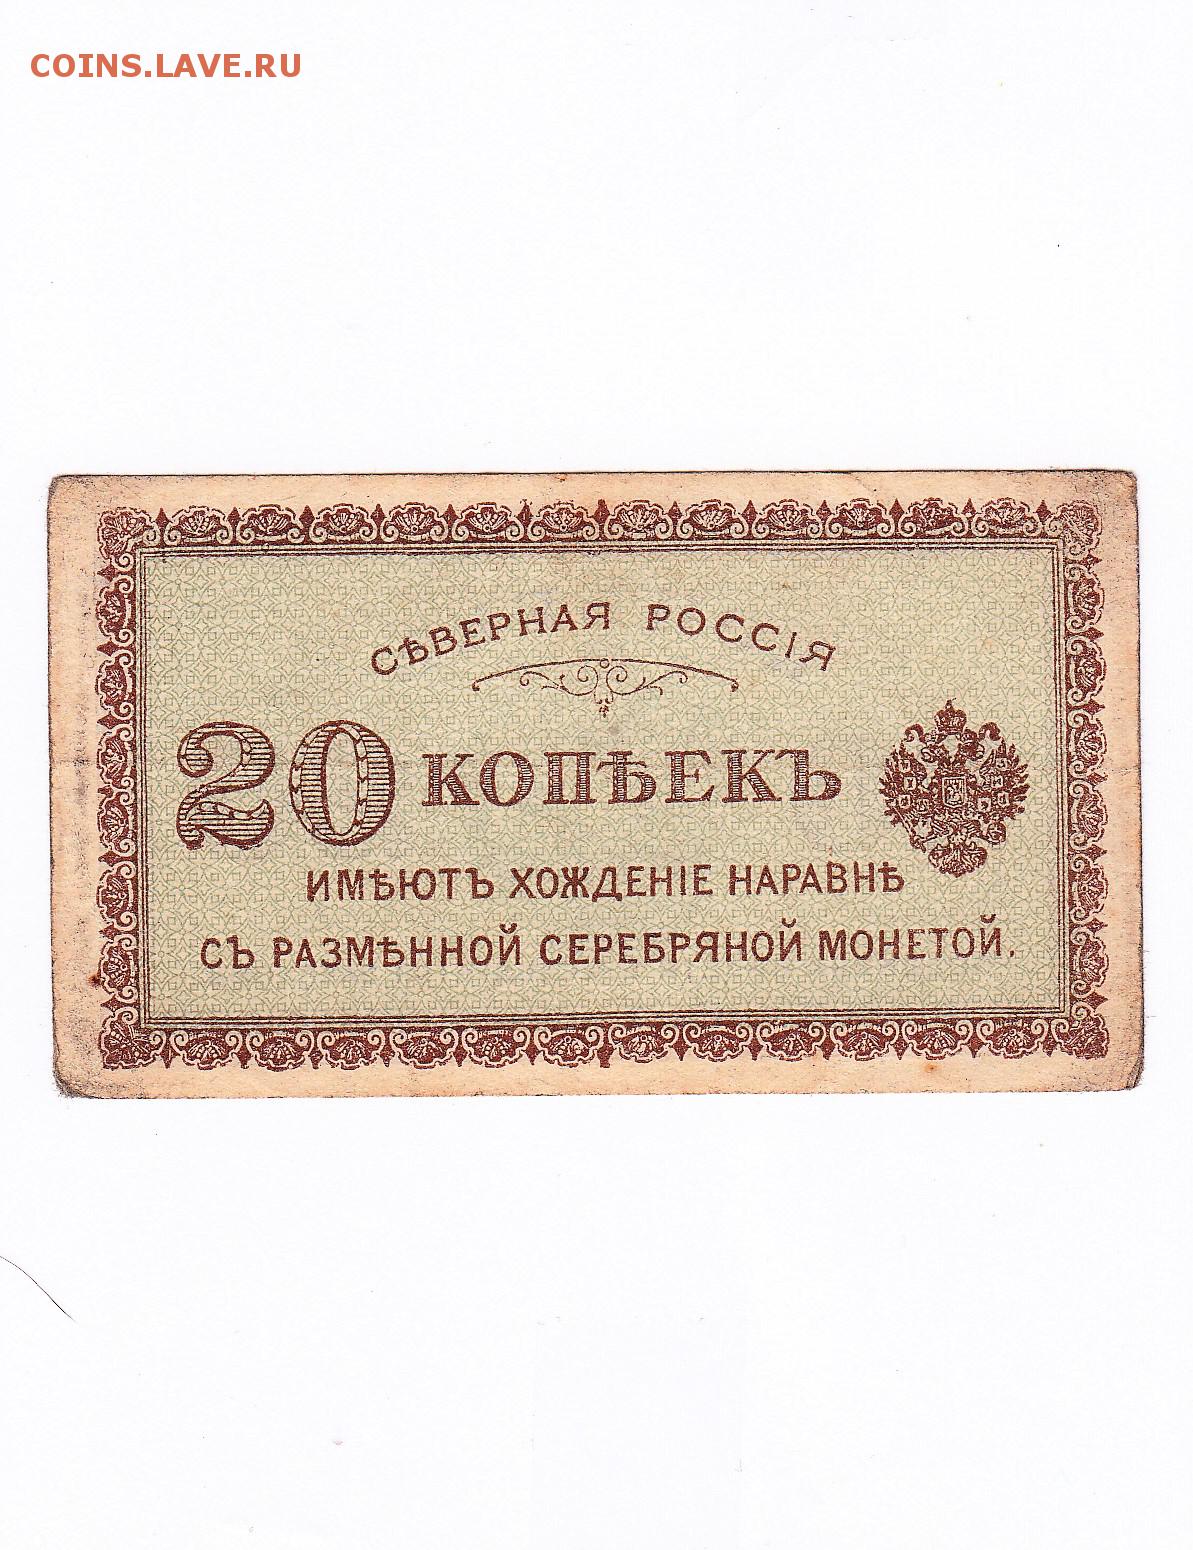 COINS.LAVE.RU
СѢВЕРНАЯ РОССІЯ
20 КОПѢЕКЪ
ИМѢЮТЪ ХОЖДЕНІЕ НАРАВНѢ
СЪ РАЗМѢННОЙ СЕРЕБРЯНОЙ МОНЕТОЙ.